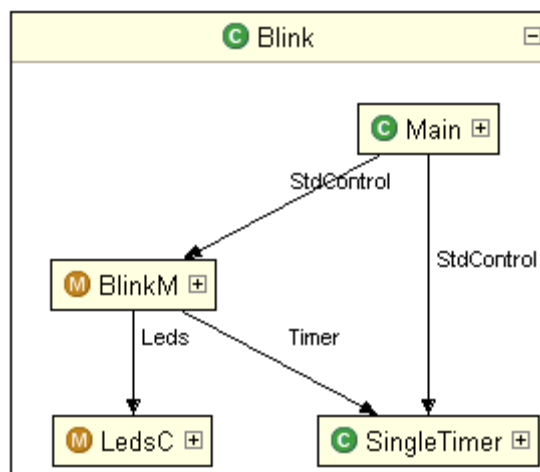 C Blink
C Main
StdControl
StdControl
M BlinkM
Leds
Timer
M LedsC
C SingleTimer